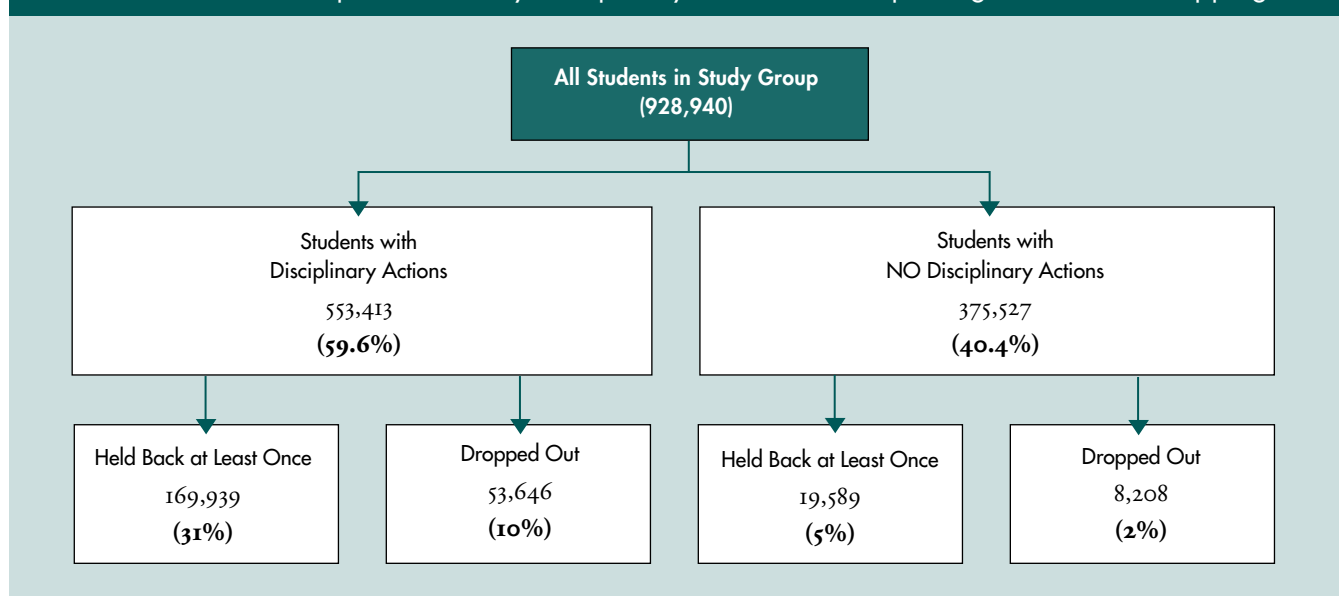 All Students in Study Group
(928,940)
Students with
Disciplinary Actions
553,413
(59.6%)
Students with
NO Disciplinary Actions
375,527
(40.4%)
Held Back at Least Once
169,939
(31%)
Dropped Out
53,646
(10%)
Held Back at Least Once
19,589
(5%)
Dropped Out
8,208
(2%)